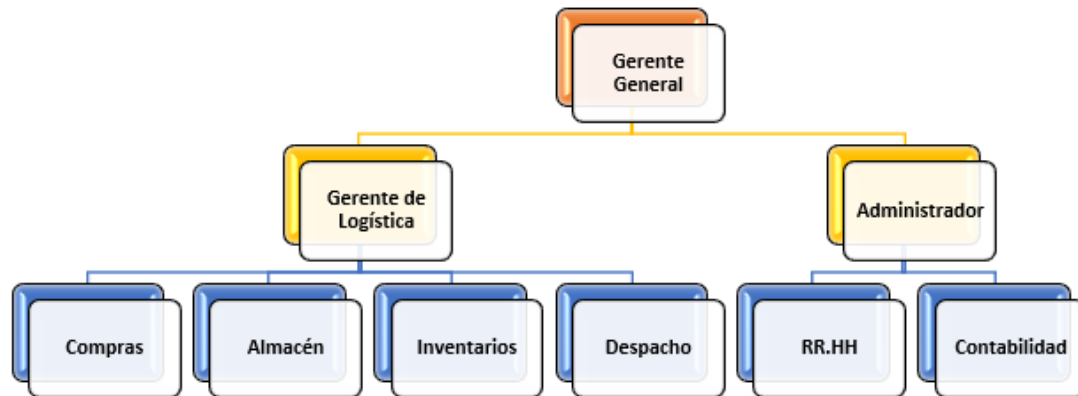 Gerente
General
Gerente de
Logística
Administrador
Compras
Almacén
Inventarios
Despacho
RR.HH
Contabilidad